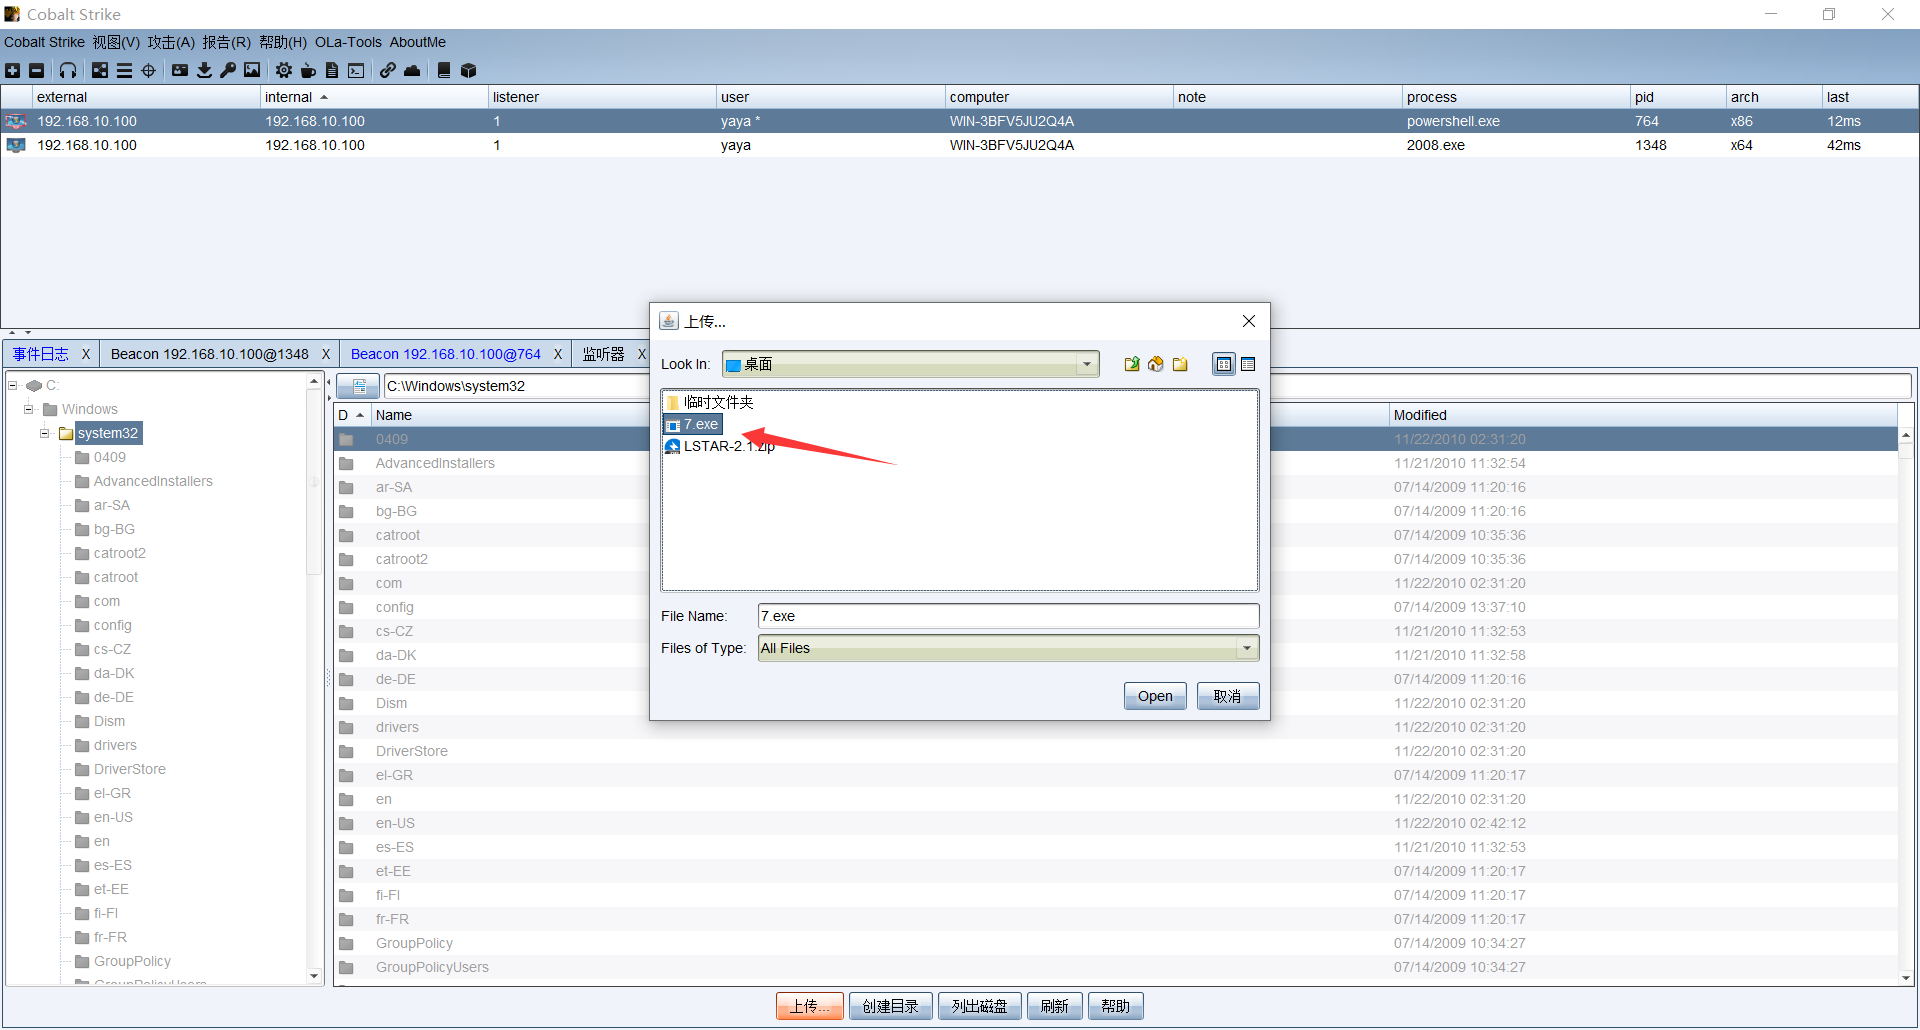 Cobalt Strike
Cobalt Strike 视图(V) 攻击(A) 报告(R) 帮助(H) OLa-Tools AboutMe
external internal listener user computer note process pid arch last
192.168.10.100 192.168.10.100 1 yaya * WIN-3BFV5JU2Q4A powershell.exe 764 x86 12ms
192.168.10.100 192.168.10.100 1 yaya WIN-3BFV5JU2Q4A 2008.exe 1348 x64 42ms
事件日志 X Beacon 192.168.10.100@1348 X Beacon 192.168.10.100@764 X 监听器 X
C:
Windows
system32
0409
AdvancedInstallers
ar-SA
bg-BG
catroot2
catroot
com
config
cs-CZ
da-DK
de-DE
Dism
drivers
DriverStore
el-GR
en-US
en
es-ES
et-EE
fi-FI
fr-FR
GroupPolicy
GroupPolicyUsers
C:\Windows\system32
D Name Modified
0409 11/22/2010 02:31:20
AdvancedInstallers 11/21/2010 11:32:54
ar-SA 07/14/2009 11:20:16
bg-BG 07/14/2009 11:20:16
catroot 07/14/2009 10:35:36
catroot2 07/14/2009 10:35:36
com 11/22/2010 02:31:20
config 07/14/2009 13:37:10
cs-CZ 11/21/2010 11:32:53
da-DK 11/21/2010 11:32:58
de-DE 07/14/2009 11:20:16
Dism 11/22/2010 02:31:20
drivers 11/22/2010 02:31:20
DriverStore 11/22/2010 02:31:20
el-GR 07/14/2009 11:20:17
en 11/22/2010 02:31:20
en-US 11/22/2010 02:42:12
es-ES 11/21/2010 11:32:53
et-EE 07/14/2009 11:20:17
fi-FI 07/14/2009 11:20:17
fr-FR 07/14/2009 11:20:17
GroupPolicy 07/14/2009 10:34:27
GroupPolicyUsers 07/14/2009 10:34:27
上传...
Look In: 桌面
临时文件夹
7.exe
LSTAR-2.1.zip
File Name: 7.exe
Files of Type: All Files
Open 取消
上传... 创建目录 列出磁盘 刷新 帮助